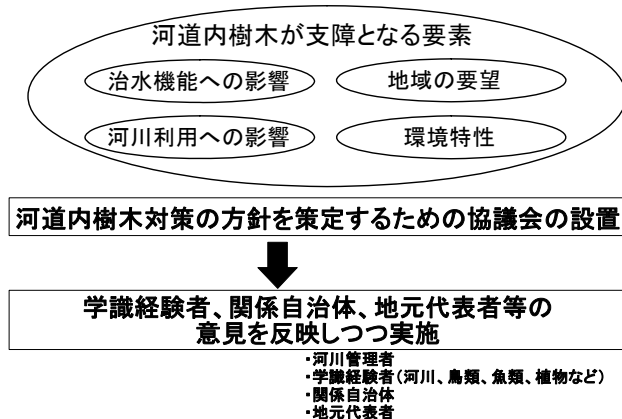 河道内樹木が支障となる要素
治水機能への影響
地域の要望
河川利用への影響
環境特性
河道内樹木対策の方針を策定するための協議会の設置
学識経験者、関係自治体、地元代表者等の
意見を反映しつつ実施
・河川管理者
・学識経験者(河川、鳥類、魚類、植物など)
・関係自治体
・地元代表者